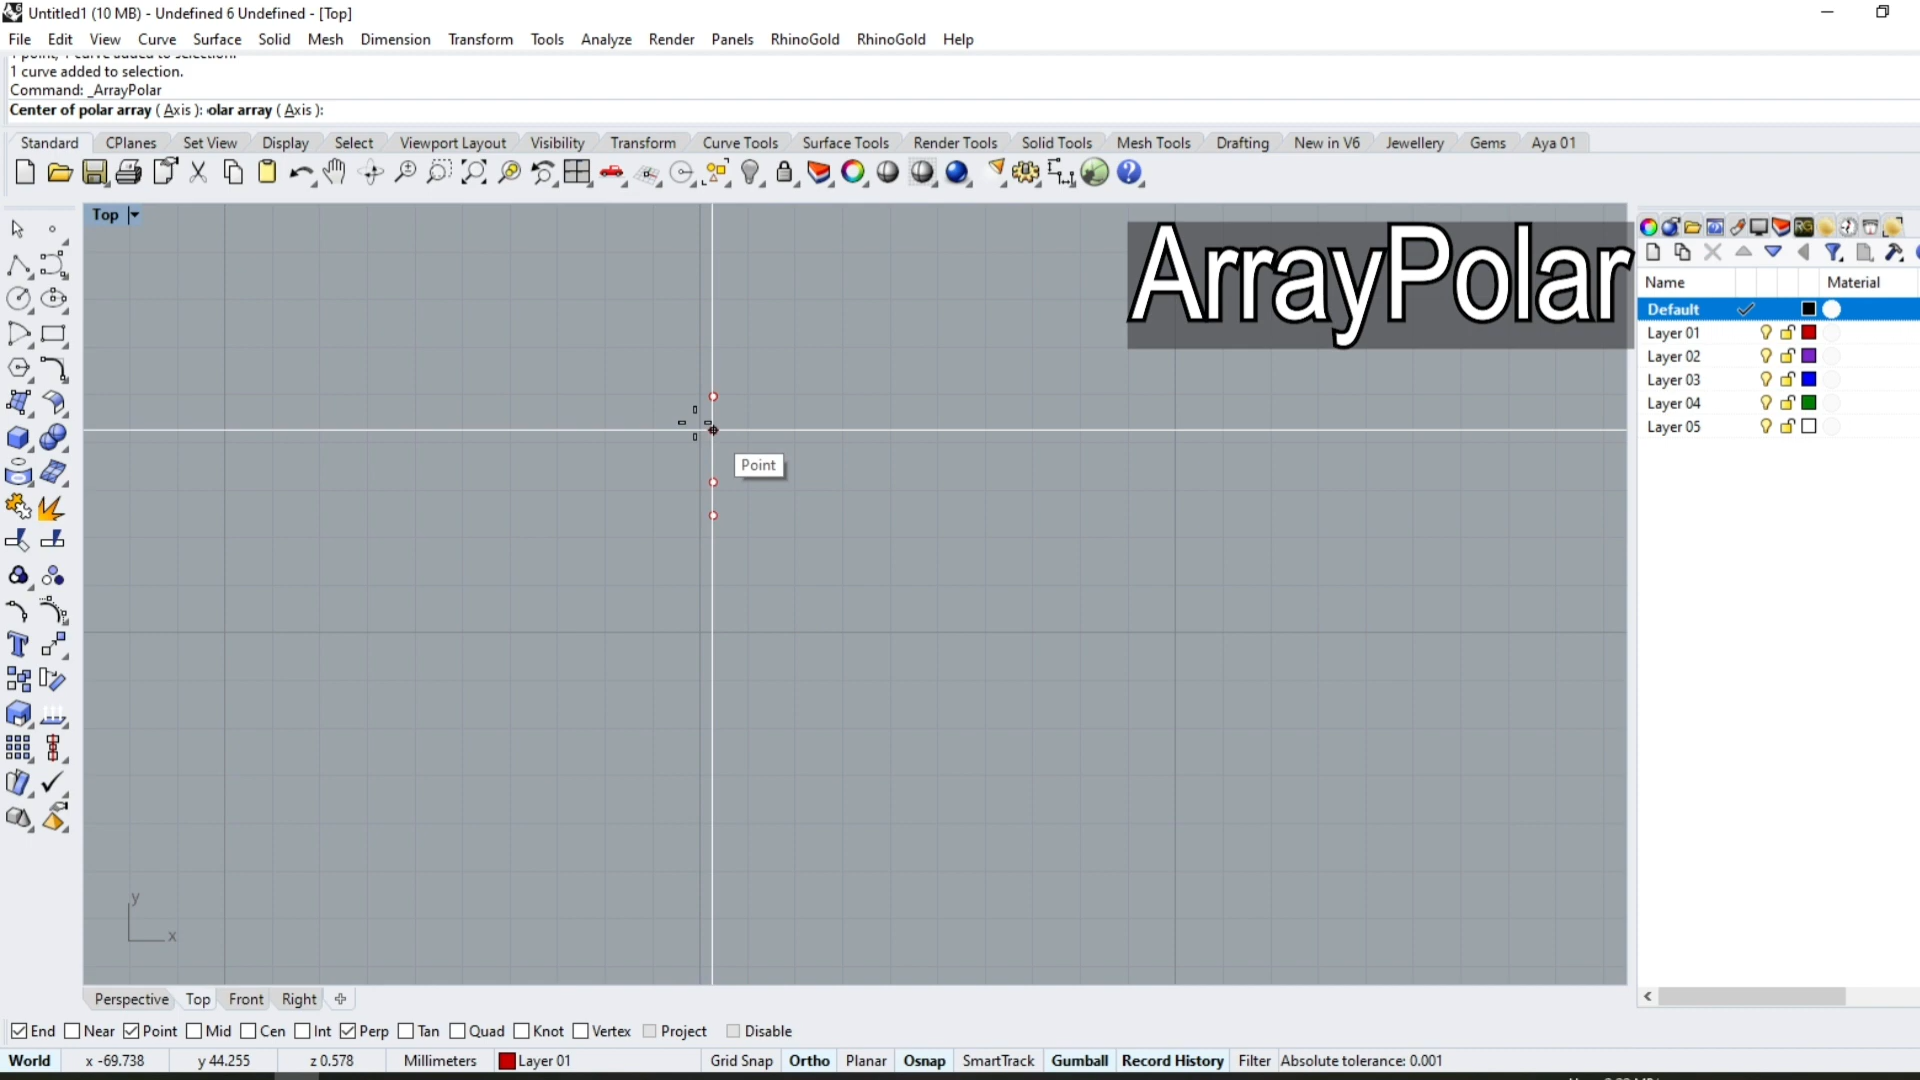 Untitled1 (10 MB) - Undefined 6 Undefined - [Top]
File Edit View Curve Surface Solid Mesh Dimension Transform Tools Analyze Render Panels RhinoGold RhinoGold Help
1 curve added to selection.
Command: _ArrayPolar
Center of polar array ( Axis ): olar array ( Axis ):
Standard CPlanes Set View Display Select Viewport Layout Visibility Transform Curve Tools Surface Tools Render Tools Solid Tools Mesh Tools Drafting New in V6 Jewellery Gems Aya 01
Top
ArrayPolar
Name Material
Default
Layer 01
Layer 02
Layer 03
Layer 04
Layer 05
Point
y
x
Perspective Top Front Right
End Near Point Mid Cen Int Perp Tan Quad Knot Vertex Project Disable
World x -69.738 y 44.255 z 0.578 Millimeters Layer 01 Grid Snap Ortho Planar Osnap SmartTrack Gumball Record History Filter Absolute tolerance: 0.001